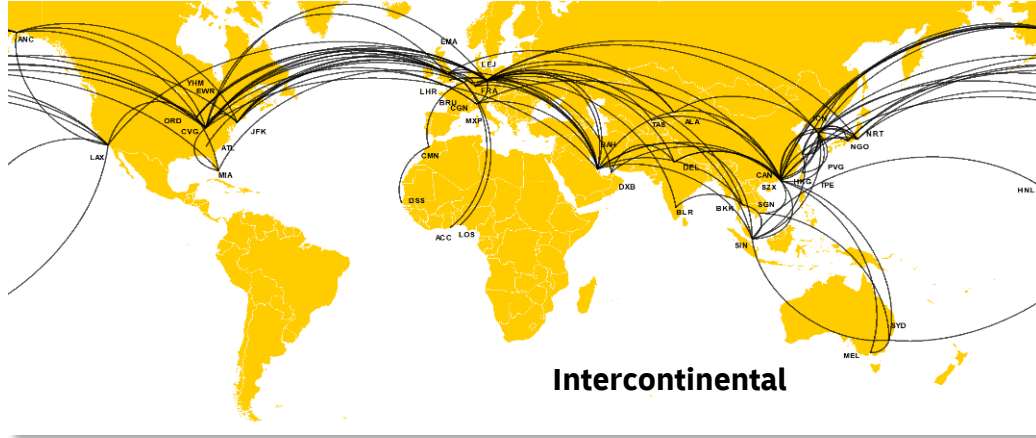 ANC
EMA
LEJ
YHM
EWR
LHR
FRA
BRU
CGN
ORD
CVG
JFK
MXP
TAS
ALA
ICN
NRT
NGO
ATL
LAX
CMN
BAH
MIA
DEL
PVG
DXB
CAN
HKG
SZX
TPE
HNL
DSS
BLR
BKK
SGN
ACC
LOS
SIN
SYD
MEL
Intercontinental